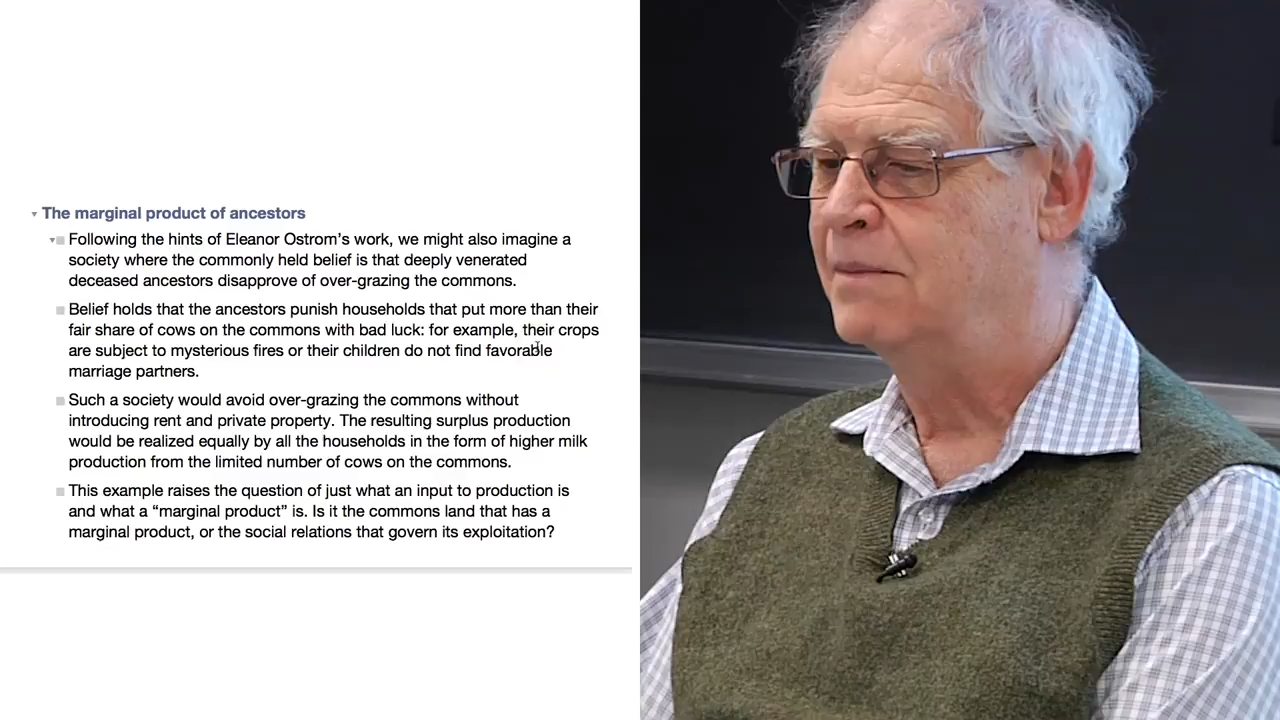 The marginal product of ancestors
Following the hints of Eleanor Ostrom's work, we might also imagine a
society where the commonly held belief is that deeply venerated
deceased ancestors disapprove of over-grazing the commons.
Belief holds that the ancestors punish households that put more than their
fair share of cows on the commons with bad luck: for example, their crops
are subject to mysterious fires or their children do not find favorable
marriage partners.
Such a society would avoid over-grazing the commons without
introducing rent and private property. The resulting surplus production
would be realized equally by all the households in the form of higher milk
production from the limited number of cows on the commons.
This example raises the question of just what an input to production is
and what a “marginal product” is. Is it the commons land that has a
marginal product, or the social relations that govern its exploitation?